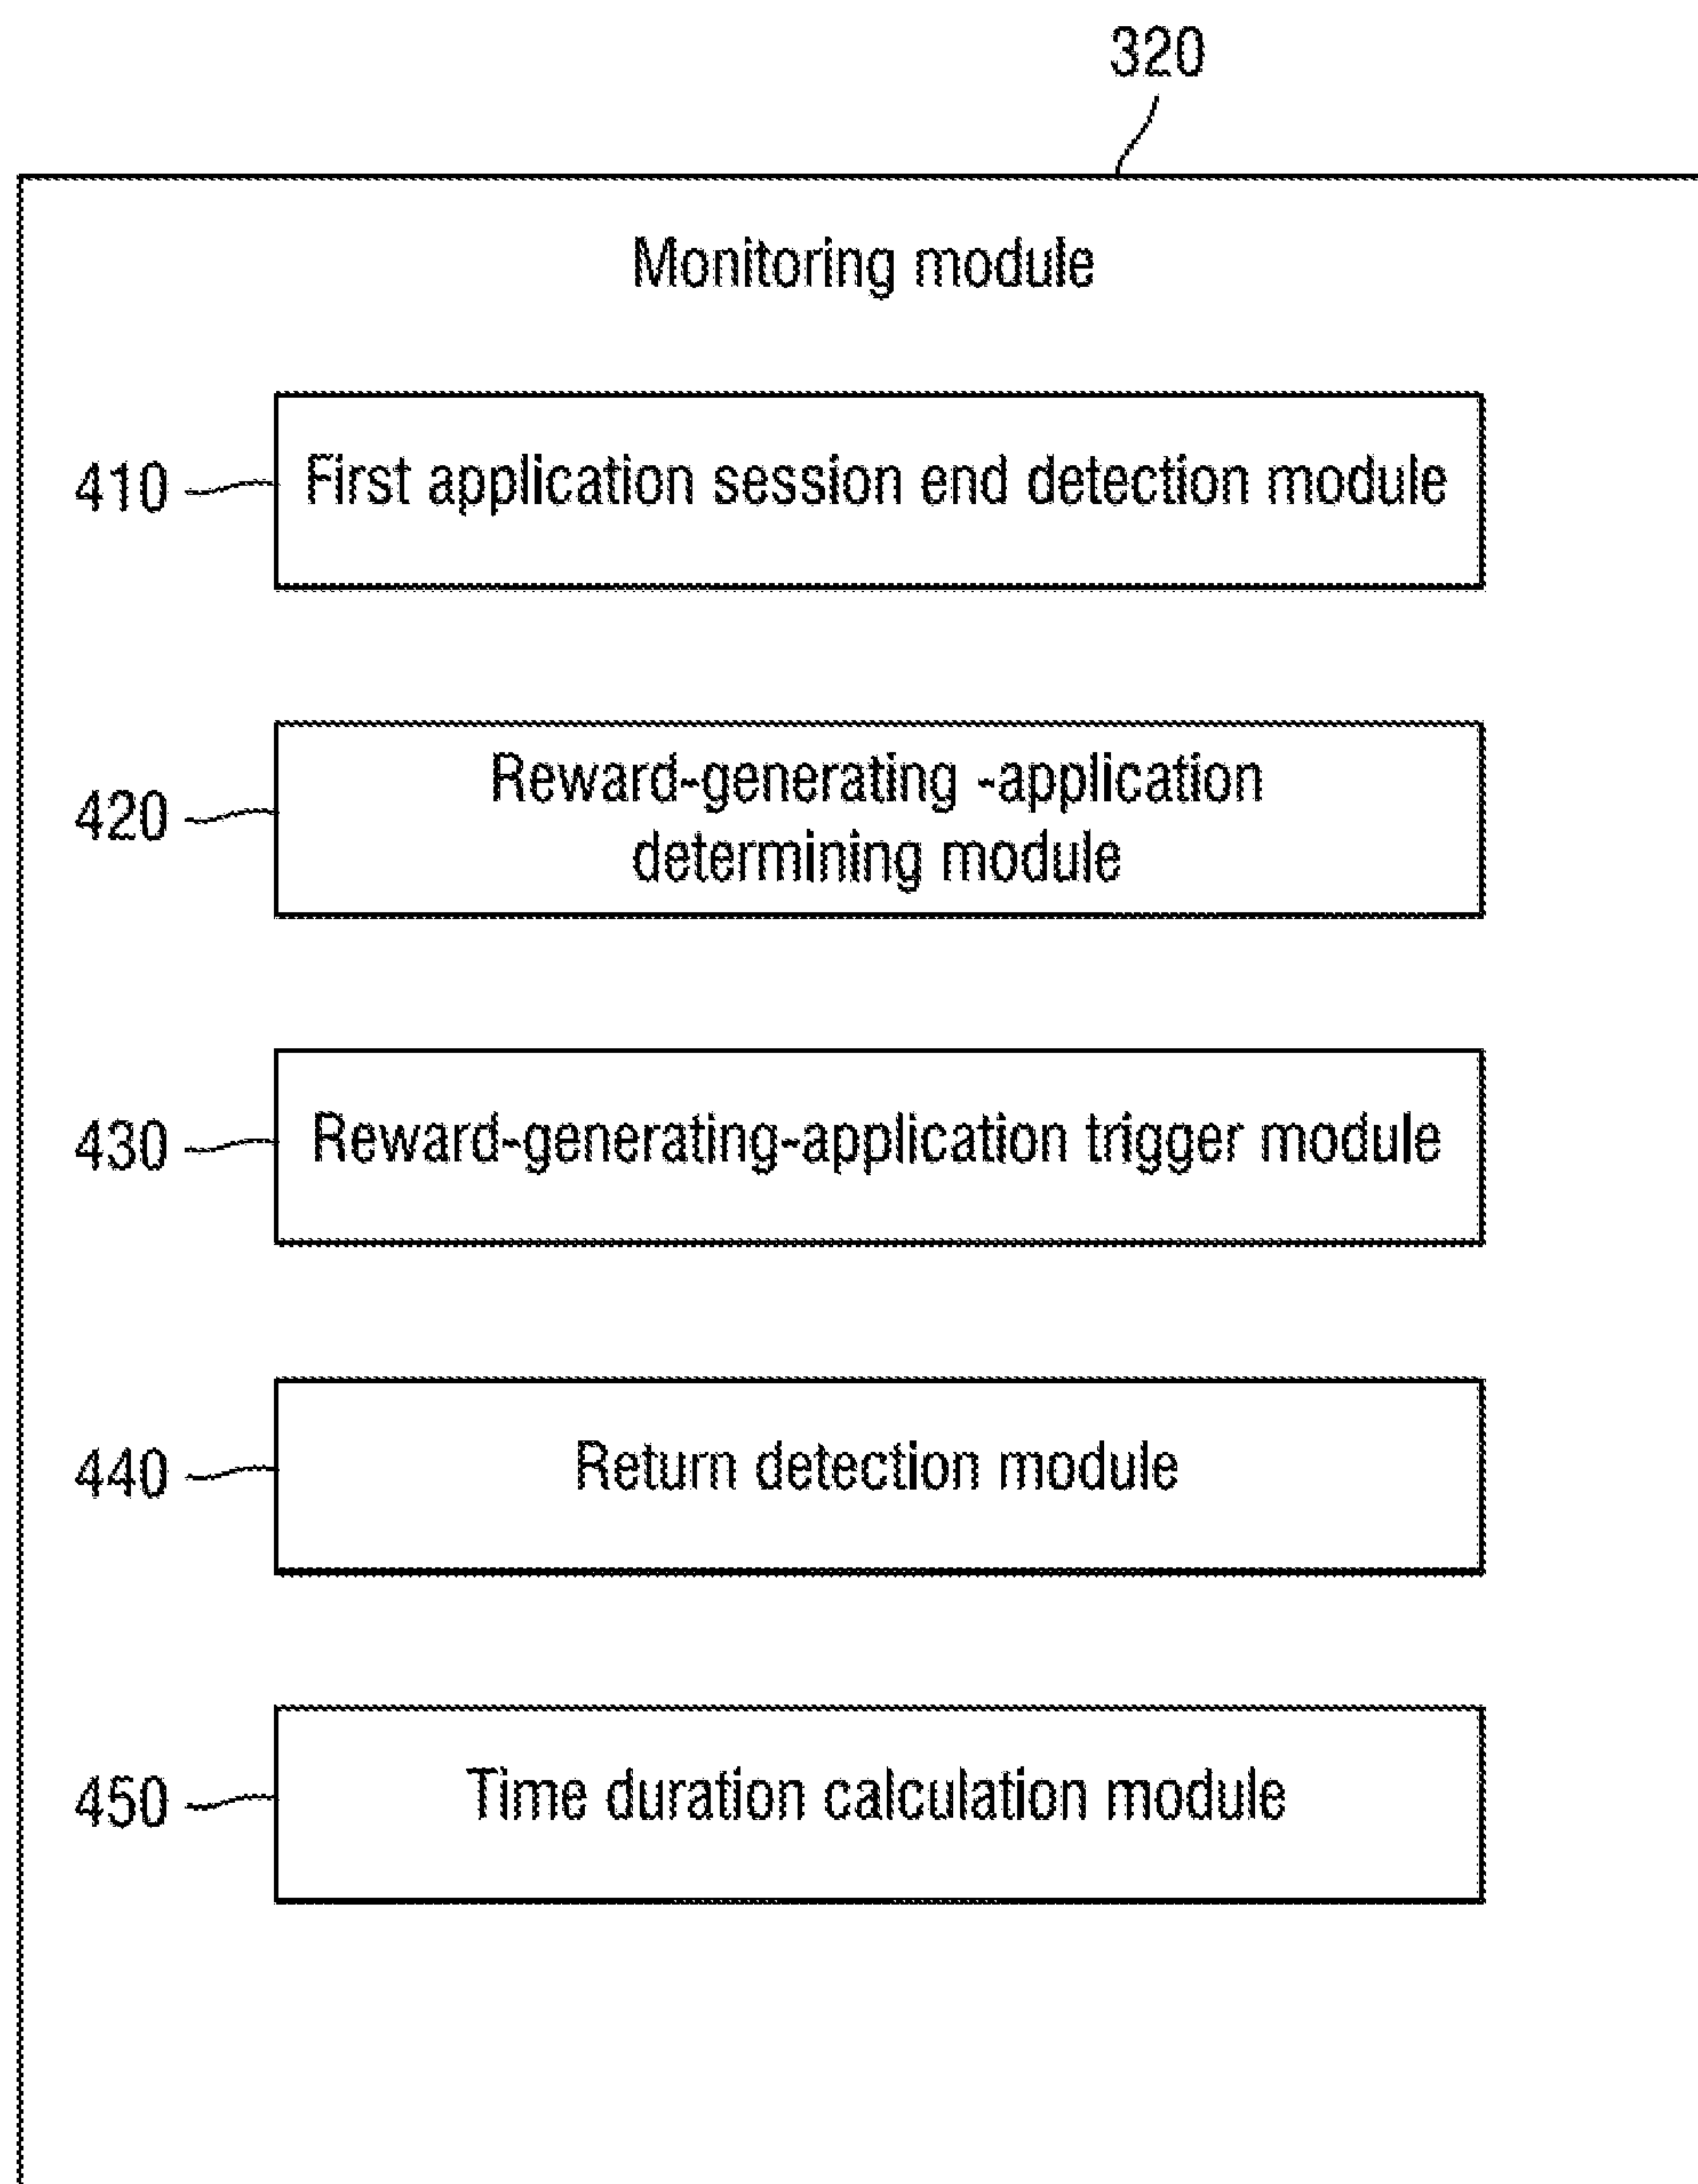 320
Monitoring module
410
First application session end detection module
420
Reward-generating -application
determining module
430
Reward-generating-application trigger module
440
Return detection module
450
Time duration calculation module